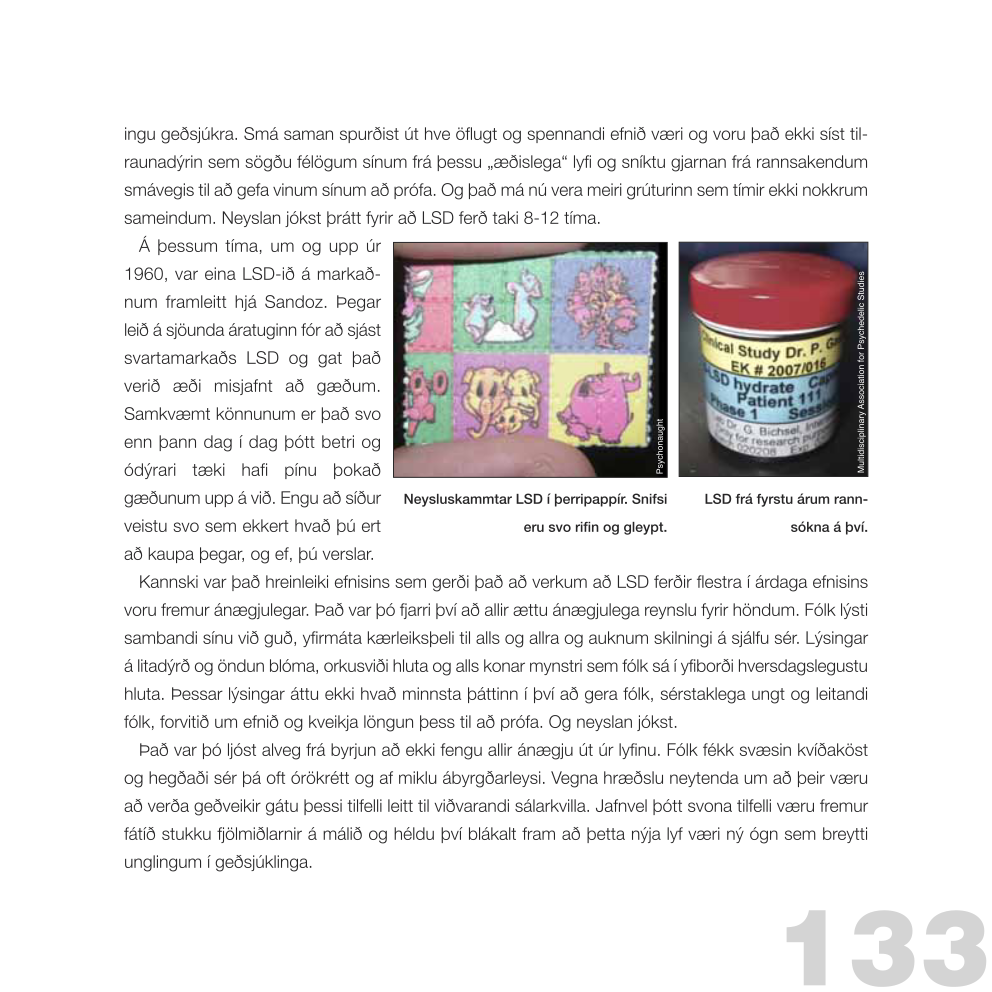 ingu geðsjúkra. Smá saman spurðist út hve öflugt og spennandi efnið væri og voru það ekki síst til-
raunadýrin sem sögðu félögum sínum frá þessu „æðislega“ lyfi og sníktu gjarnan frá rannsakendum
smávegis til að gefa vinum sínum að prófa. Og það má nú vera meiri grúturinn sem tímir ekki nokkrum
sameindum. Neyslan jókst þrátt fyrir að LSD ferð taki 8-12 tíma.
Á þessum tíma, um og upp úr
1960, var eina LSD-ið á markað-
num framleitt hjá Sandoz. Þegar
leið á sjöunda áratuginn fór að sjást
svartamarkaðs LSD og gat það
verið æði misjafnt að gæðum.
Samkvæmt könnunum er það svo
enn þann dag í dag þótt betri og
ódýrari tæki hafi pínu þokað
gæðunum upp á við. Engu að síður
veistu svo sem ekkert hvað þú ert
að kaupa þegar, og ef, þú verslar.
Psychonaught
Neysluskammtar LSD í þerripappír. Snifsi
eru svo rifin og gleypt.
Clinical Study Dr. P.
EK # 2007/016
LSD hydrate
Patient 111
Phase 1
Dr. G. Bichsel,
for research
020208
Multidisciplinary Association for Psychedelic Studies
LSD frá fyrstu árum rann-
sókna á því.
Kannski var það hreinleiki efnisins sem gerði það að verkum að LSD ferðir flestra í árdaga efnisins
voru fremur ánægjulegar. Það var þó fjarri því að allir ættu ánægjulega reynslu fyrir höndum. Fólk lýsti
sambandi sínu við guð, yfirmáta kærleiksþeli til alls og allra og auknum skilningi á sjálfu sér. Lýsingar
á litadýrð og öndun blóma, orkusviði hluta og alls konar mynstri sem fólk sá í yfiborði hversdagslegustu
hluta. Þessar lýsingar áttu ekki hvað minnsta þáttinn í því að gera fólk, sérstaklega ungt og leitandi
fólk, forvitið um efnið og kveikja löngun þess til að prófa. Og neyslan jókst.
Það var þó ljóst alveg frá byrjun að ekki fengu allir ánægju út úr lyfinu. Fólk fékk svæsin kvíðaköst
og hegðaði sér þá oft órökrétt og af miklu ábyrgðarleysi. Vegna hræðslu neytenda um að þeir væru
að verða geðveikir gátu þessi tilfelli leitt til viðvarandi sálarkvilla. Jafnvel þótt svona tilfelli væru fremur
fátíð stukku fjölmiðlarnir á málið og héldu því blákalt fram að þetta nýja lyf væri ný ógn sem breytti
unglingum í geðsjúklinga.
133